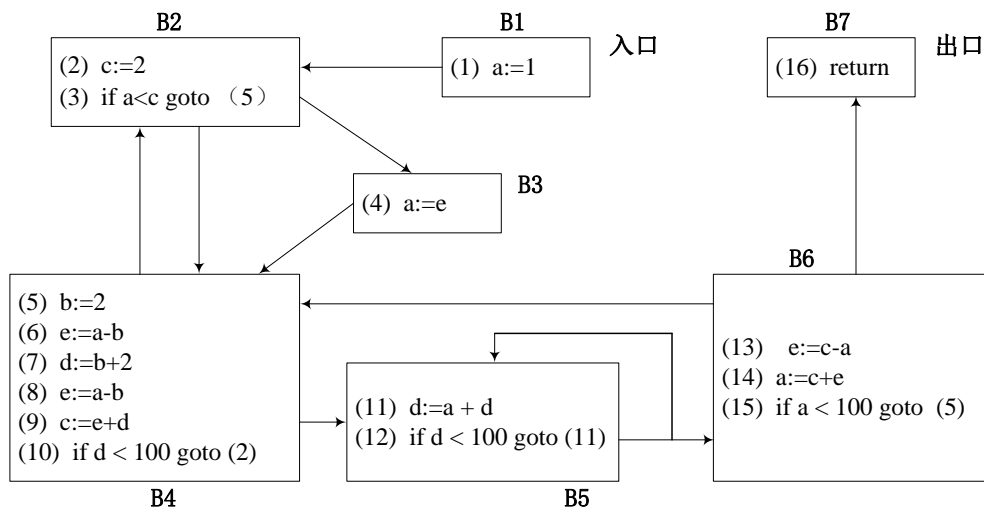 B2
(2) c:=2
(3) if a<c goto （5）
B1
(1) a:=1
入口
B7
(16) return
出口
B3
(4) a:=e
B4
(5) b:=2
(6) e:=a-b
(7) d:=b+2
(8) e:=a-b
(9) c:=e+d
(10) if d < 100 goto (2)
B5
(11) d:=a + d
(12) if d < 100 goto (11)
B6
(13) e:=c-a
(14) a:=c+e
(15) if a < 100 goto (5)